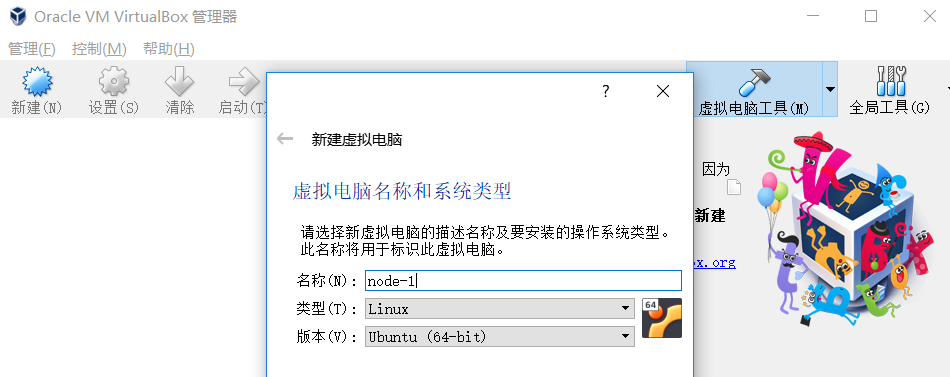 Oracle VM VirtualBox 管理器
管理(F) 控制(M) 帮助(H)
新建(N) 设置(S) 清除 启动(T)
虚拟电脑工具(M) 全局工具(G)
?
新建虚拟电脑
虚拟电脑名称和系统类型
请选择新虚拟电脑的描述名称及要安装的操作系统类型。
此名称将用于标识此虚拟电脑。
名称(N): node-1
类型(T): Linux
64
版本(V): Ubuntu (64-bit)
因为
新建
ox.org